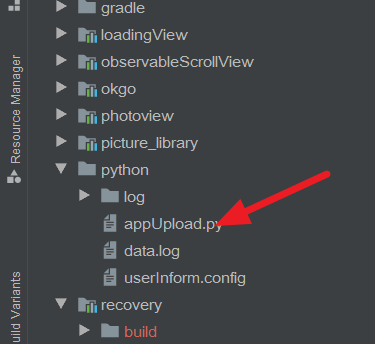 gradle
loadingView
observableScrollView
okgo
photoview
picture_library
python
log
appUpload.py
data.log
userInform.config
recovery
build
Resource Manager
uild Variants